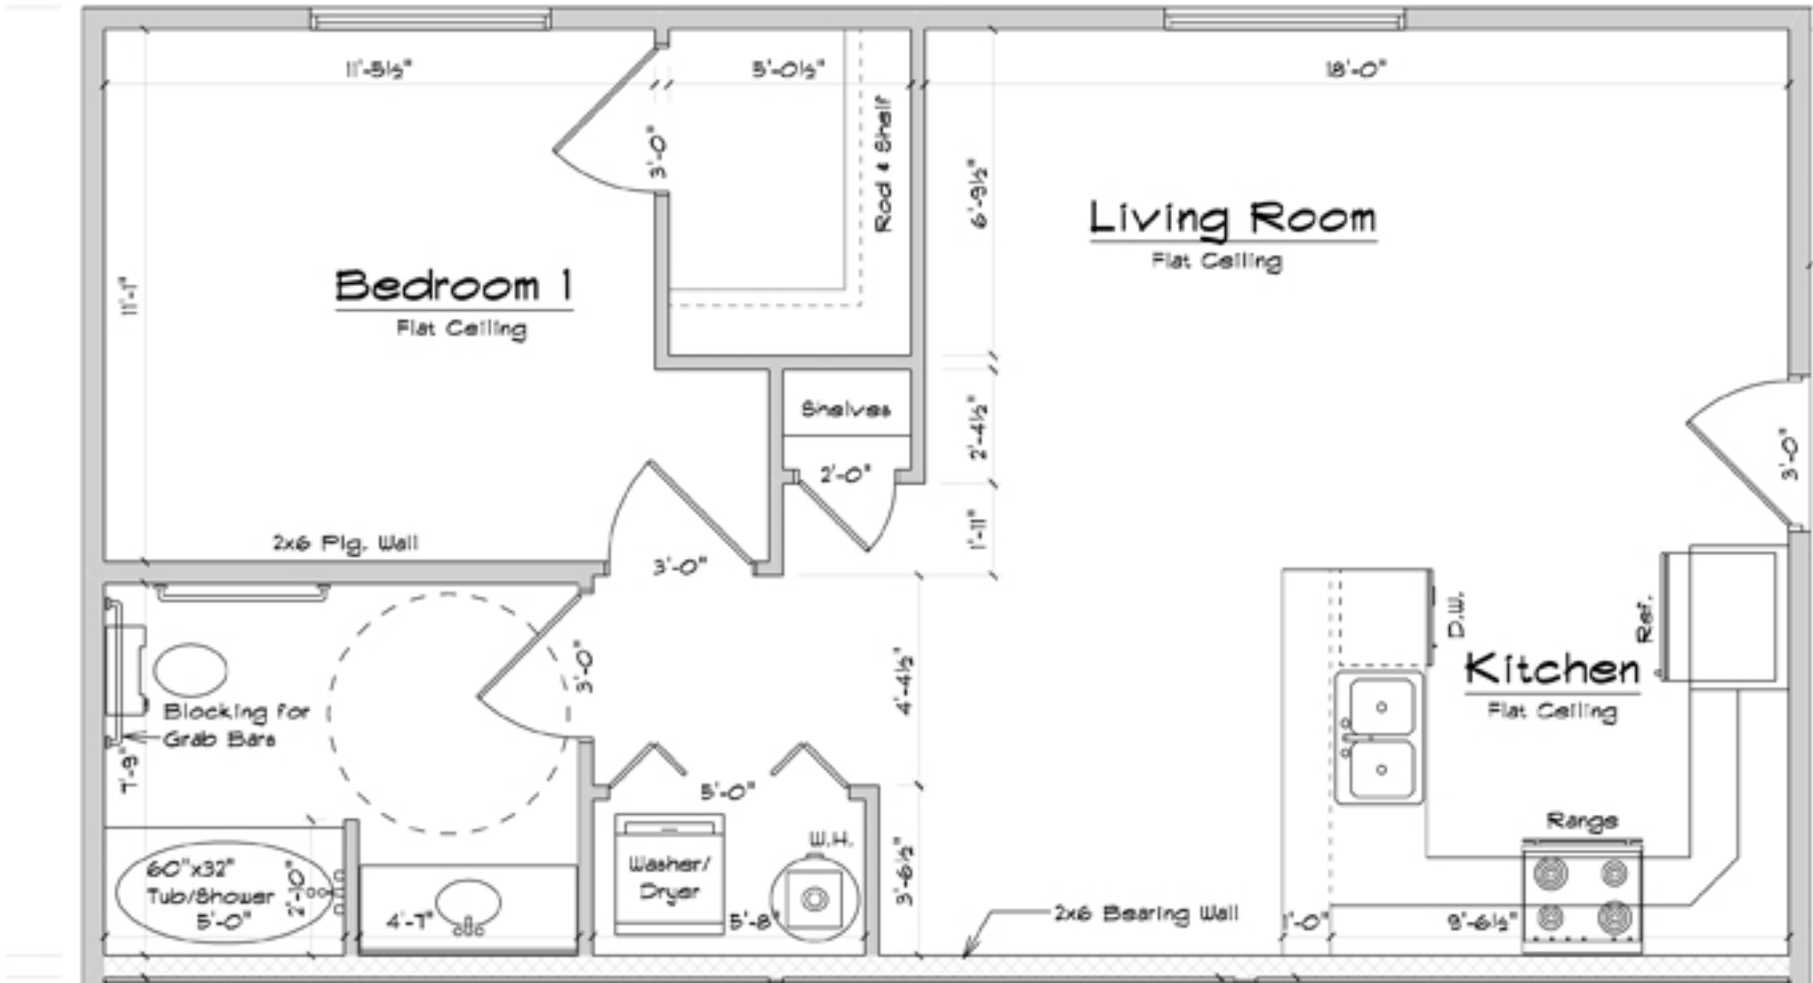 11'-5½"
5'-0½"
18'-0"
3'-0"
Rod & Shelf
6'-9½"
Living Room
Flat Ceiling
11'-1"
Bedroom 1
Flat Ceiling
Shelves
2'-4½"
2'-0"
3'-0"
1'-11"
2x6 Plg. Wall
3'-0"
D.W.
Ref.
3'-0"
4'-4½"
Kitchen
Flat Ceiling
Blocking for
Grab Bars
7'-9"
5'-0"
Range
W.H.
60"x32"
Tub/Shower
5'-0"
2'-10"
Washer/
Dryer
3'-6½"
4'-7"
5'-8"
2x6 Bearing Wall
1'-0"
9'-6½"